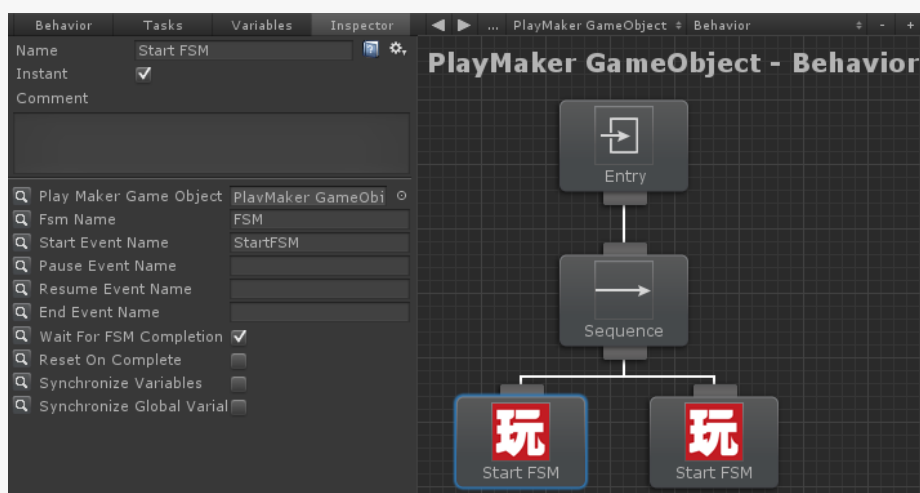 Behavior Tasks Variables Inspector
Name Start FSM
Instant
Comment
Play Maker Game Object PlayMaker GameObj
Fsm Name FSM
Start Event Name StartFSM
Pause Event Name
Resume Event Name
End Event Name
Wait For FSM Completion
Reset On Complete
Synchronize Variables
Synchronize Global Varial
... PlayMaker GameObject Behavior - +
PlayMaker GameObject - Behavior
Entry
Sequence
玩 玩
Start FSM Start FSM